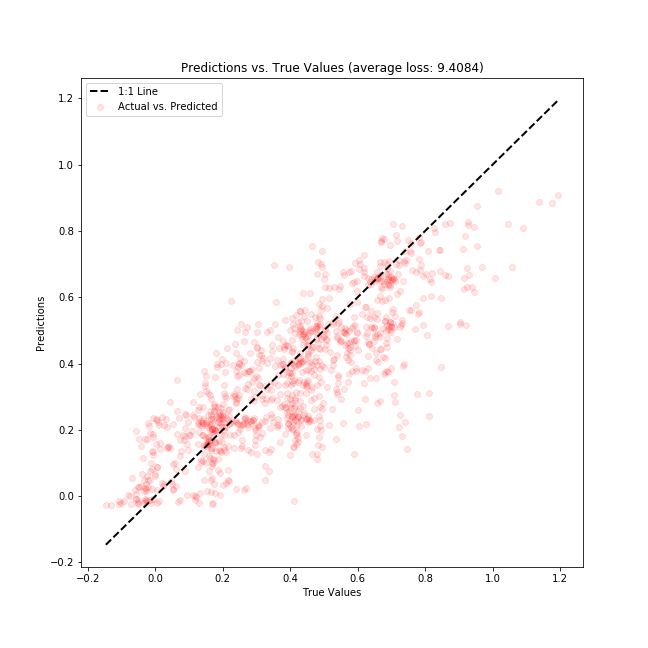 Predictions vs. True Values (average loss: 9.4084)
1:1 Line
Actual vs. Predicted
Predictions
1.2
1.0
0.8
0.6
0.4
0.2
0.0
−0.2
−0.2 0.0 0.2 0.4 0.6 0.8 1.0 1.2
True Values